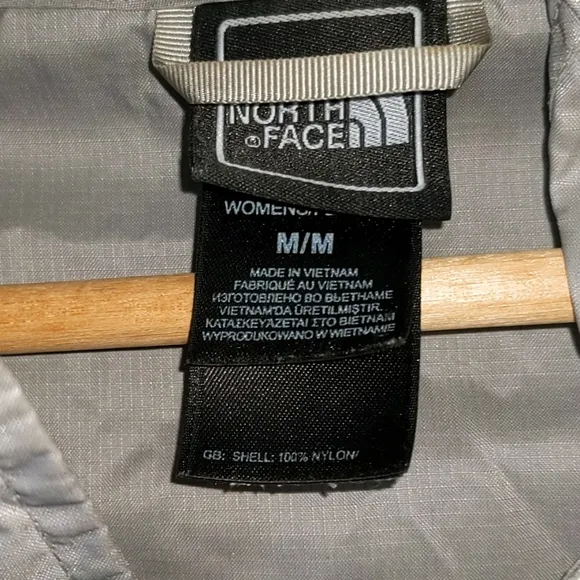 NORTH
FACE
WOMENS/
M/M
MADE IN VIETNAM
FABRIQUÉ AU VIETNAM
ИЗГОТОВЛЕНО ВО ВЬЕТНАМЕ
VIETNAM'DA ÜRETILMIŞTIR.
ΚΑΤΑΣΚΕΥΑΖΕΤΑΙ ΣΤΟ ΒΙΕΤΝΑΜ
WYPRODUKOWANO W WIETNAMIE
GB: SHELL: 100% NYLON/